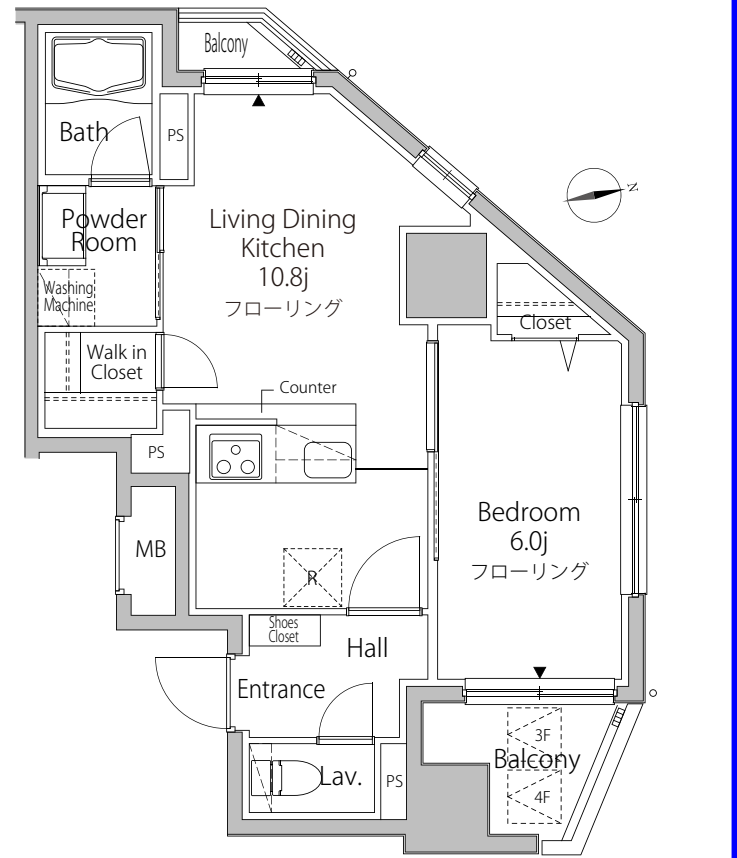 Balcony
Bath
PS
N
Powder
Room
Living Dining
Kitchen
10.8j
フローリング
Washing
Machine
Closet
Walk in
Closet
Counter
PS
Bedroom
6.0j
フローリング
MB
R
Shoes
Closet
Hall
Entrance
3F
Balcony
Lav.
PS
4F